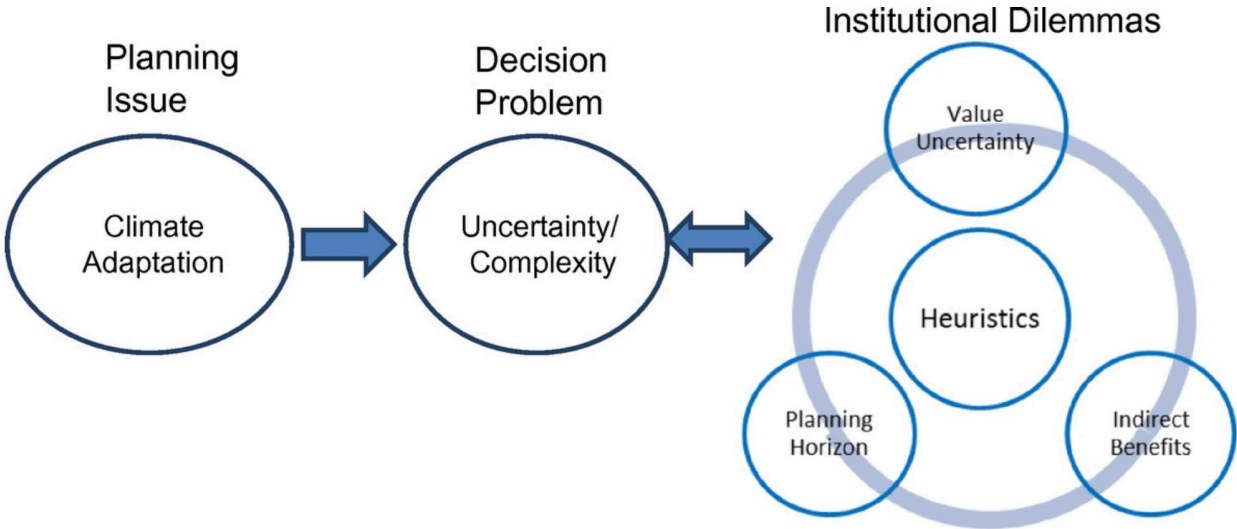 Planning
Issue
Climate
Adaptation
Decision
Problem
Uncertainty/
Complexity
Institutional Dilemmas
Value
Uncertainty
Heuristics
Planning
Horizon
Indirect
Benefits